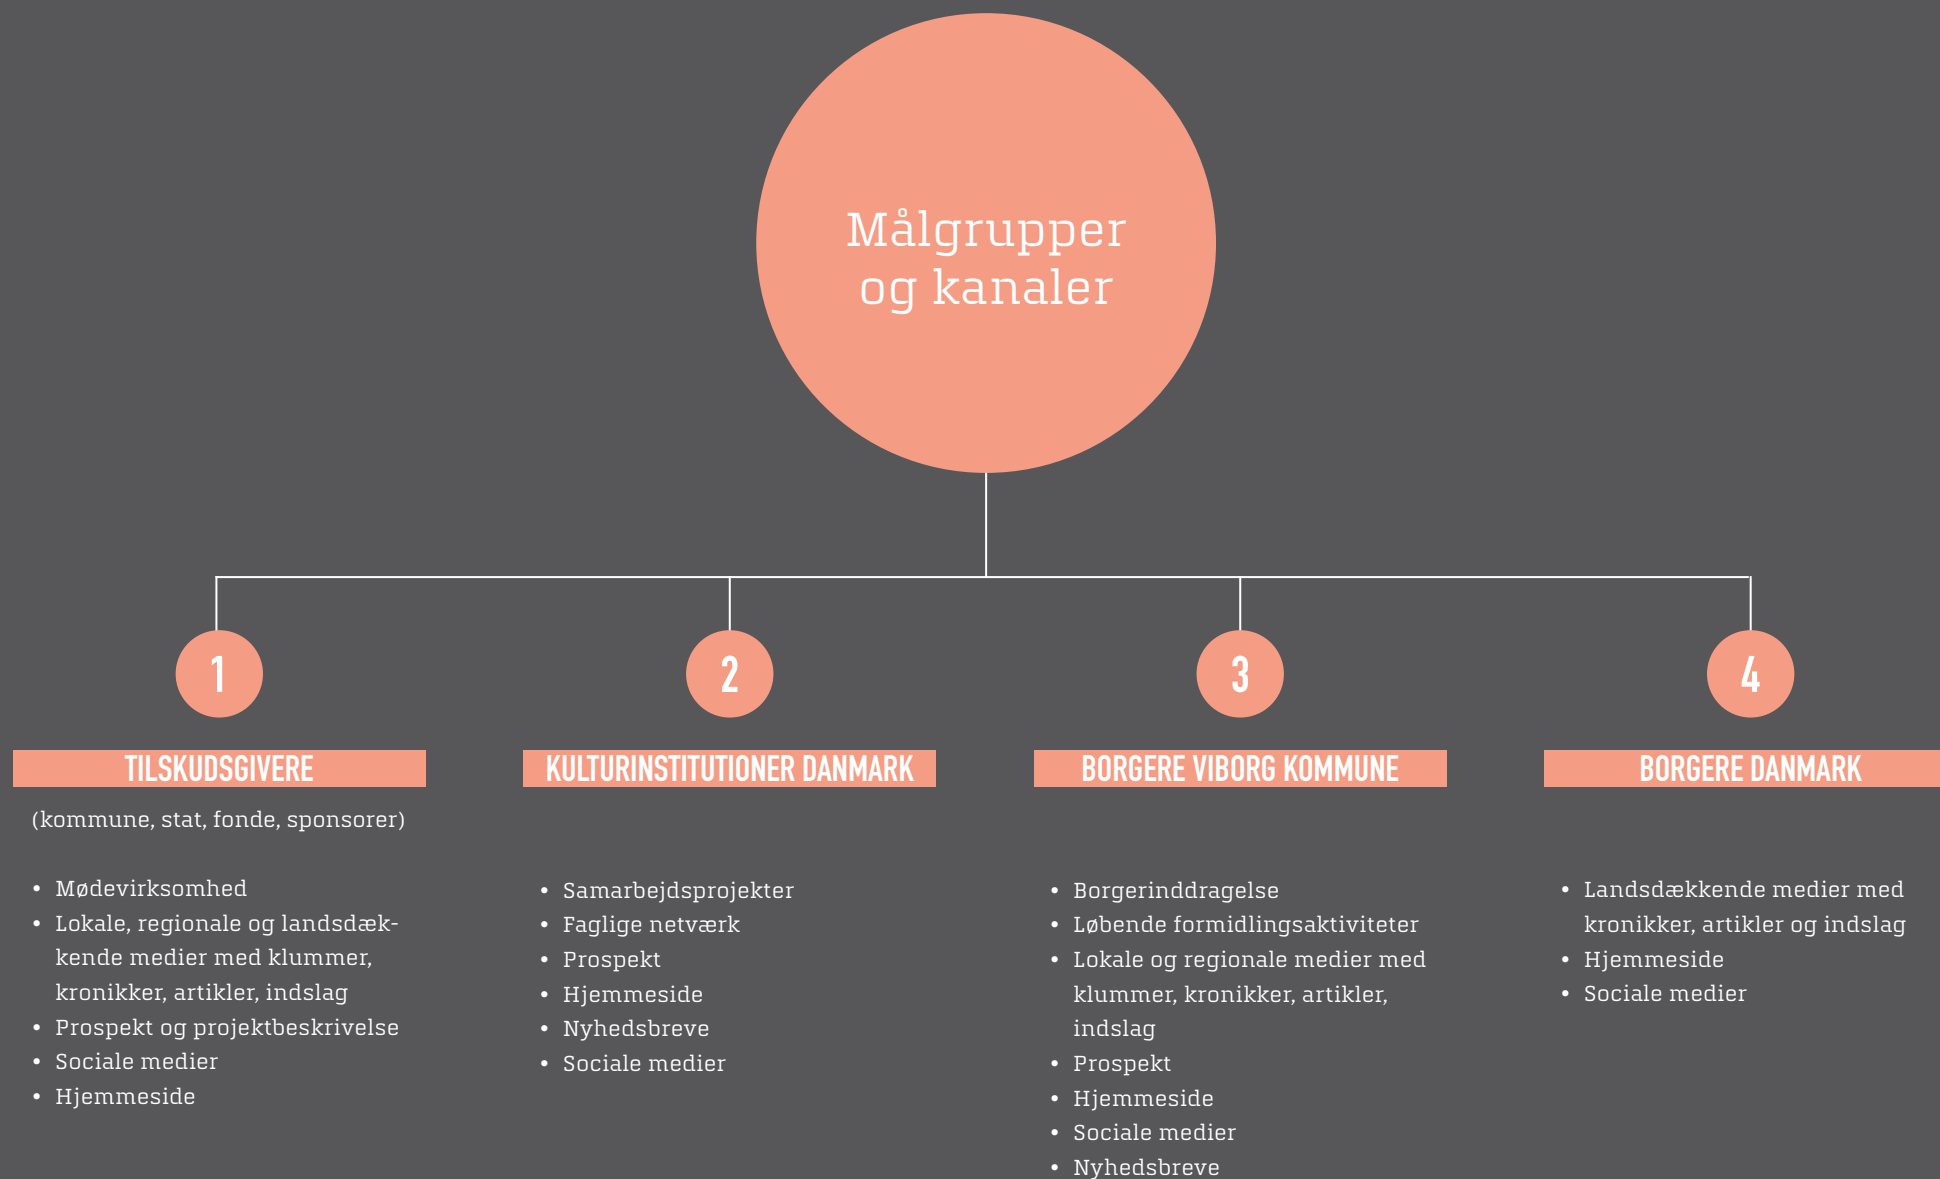 Målgrupper
og kanaler
1
TILSKUDSGIVERE
(kommune, stat, fonde, sponsorer)
• Mødevirksomhed
• Lokale, regionale og landsdæk-
kende medier med klummer,
kronikker, artikler, indslag
• Prospekt og projektbeskrivelse
• Sociale medier
• Hjemmeside
2
KULTURINSTITUTIONER DANMARK
• Samarbejdsprojekter
• Faglige netværk
• Prospekt
• Hjemmeside
• Nyhedsbreve
• Sociale medier
3
BORGERE VIBORG KOMMUNE
• Borgerinddragelse
• Løbende formidlingsaktiviteter
• Lokale og regionale medier med
klummer, kronikker, artikler,
indslag
• Prospekt
• Hjemmeside
• Sociale medier
• Nyhedsbreve
4
BORGERE DANMARK
• Landsdækkende medier med
kronikker, artikler og indslag
• Hjemmeside
• Sociale medier